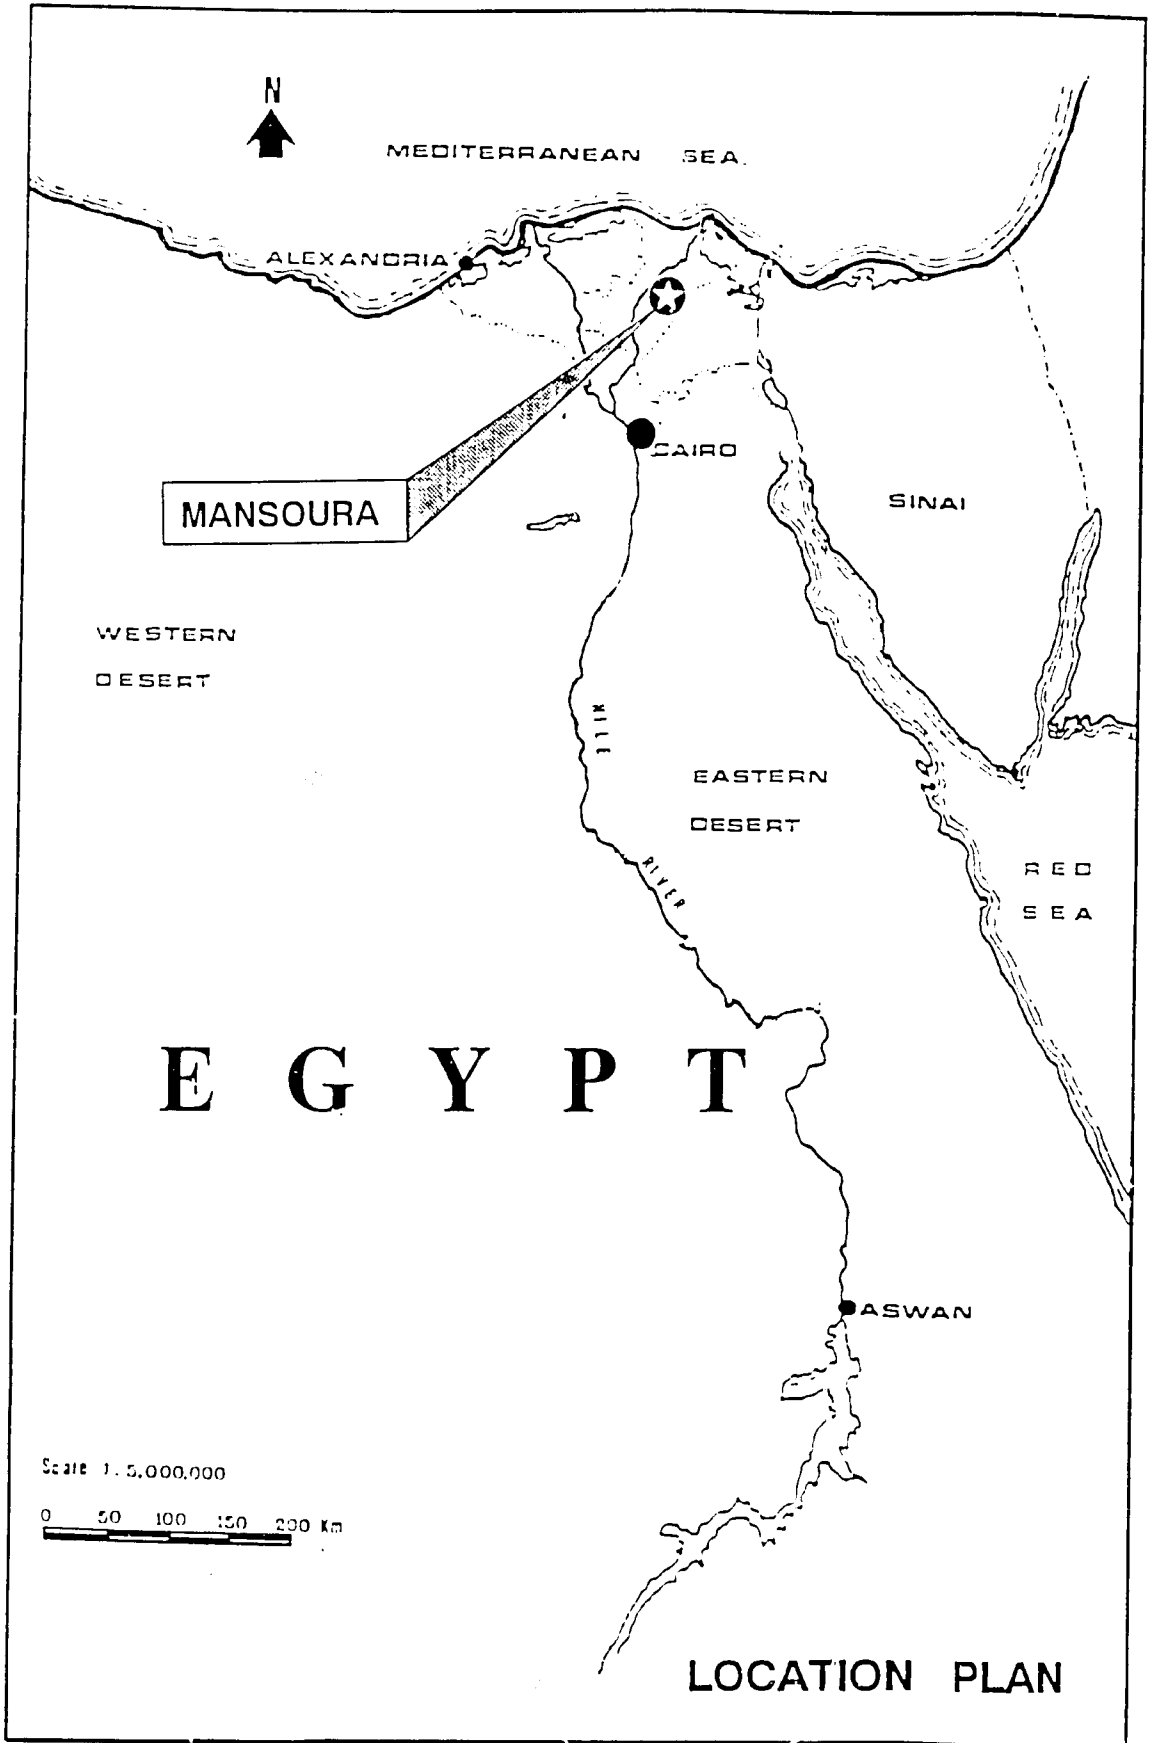 N
MEDITERRANEAN SEA.
ALEXANDRIA
CAIRO
SINAI
MANSOURA
WESTERN
DESERT
NILE
EASTERN
DESERT
RIVER
RED
SEA
EGYPT
ASWAN
Scale 1:5,000,000
0 50 100 150 200 Km
LOCATION PLAN